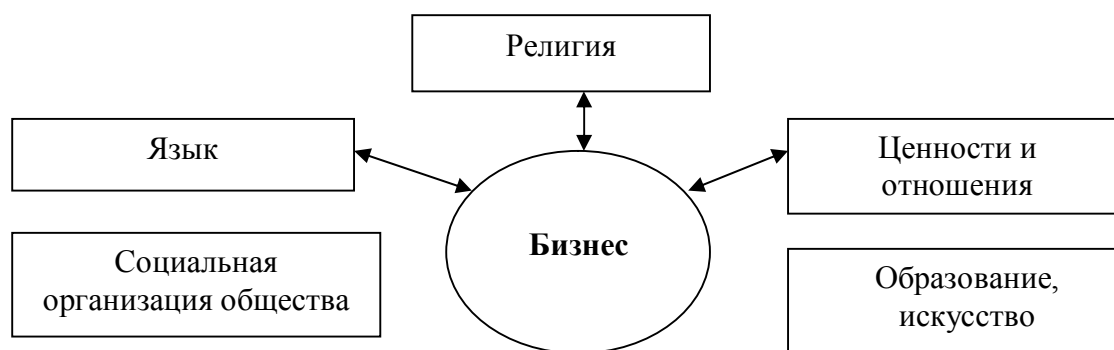 Религия
Язык
Ценности и
отношения
Бизнес
Социальная
организация общества
Образование,
искусство